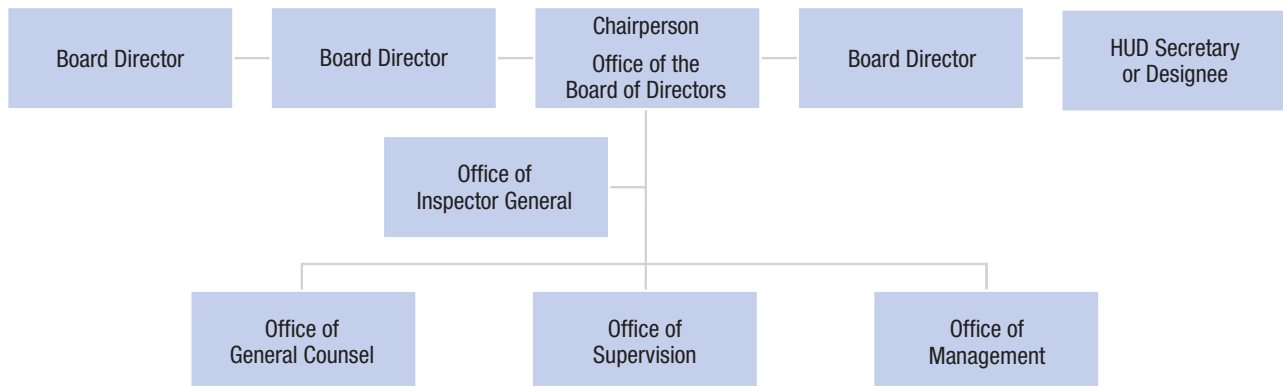 Board Director
Board Director
Chairperson
Office of the
Board of Directors
Board Director
HUD Secretary
or Designee
Office of
Inspector General
Office of
General Counsel
Office of
Supervision
Office of
Management